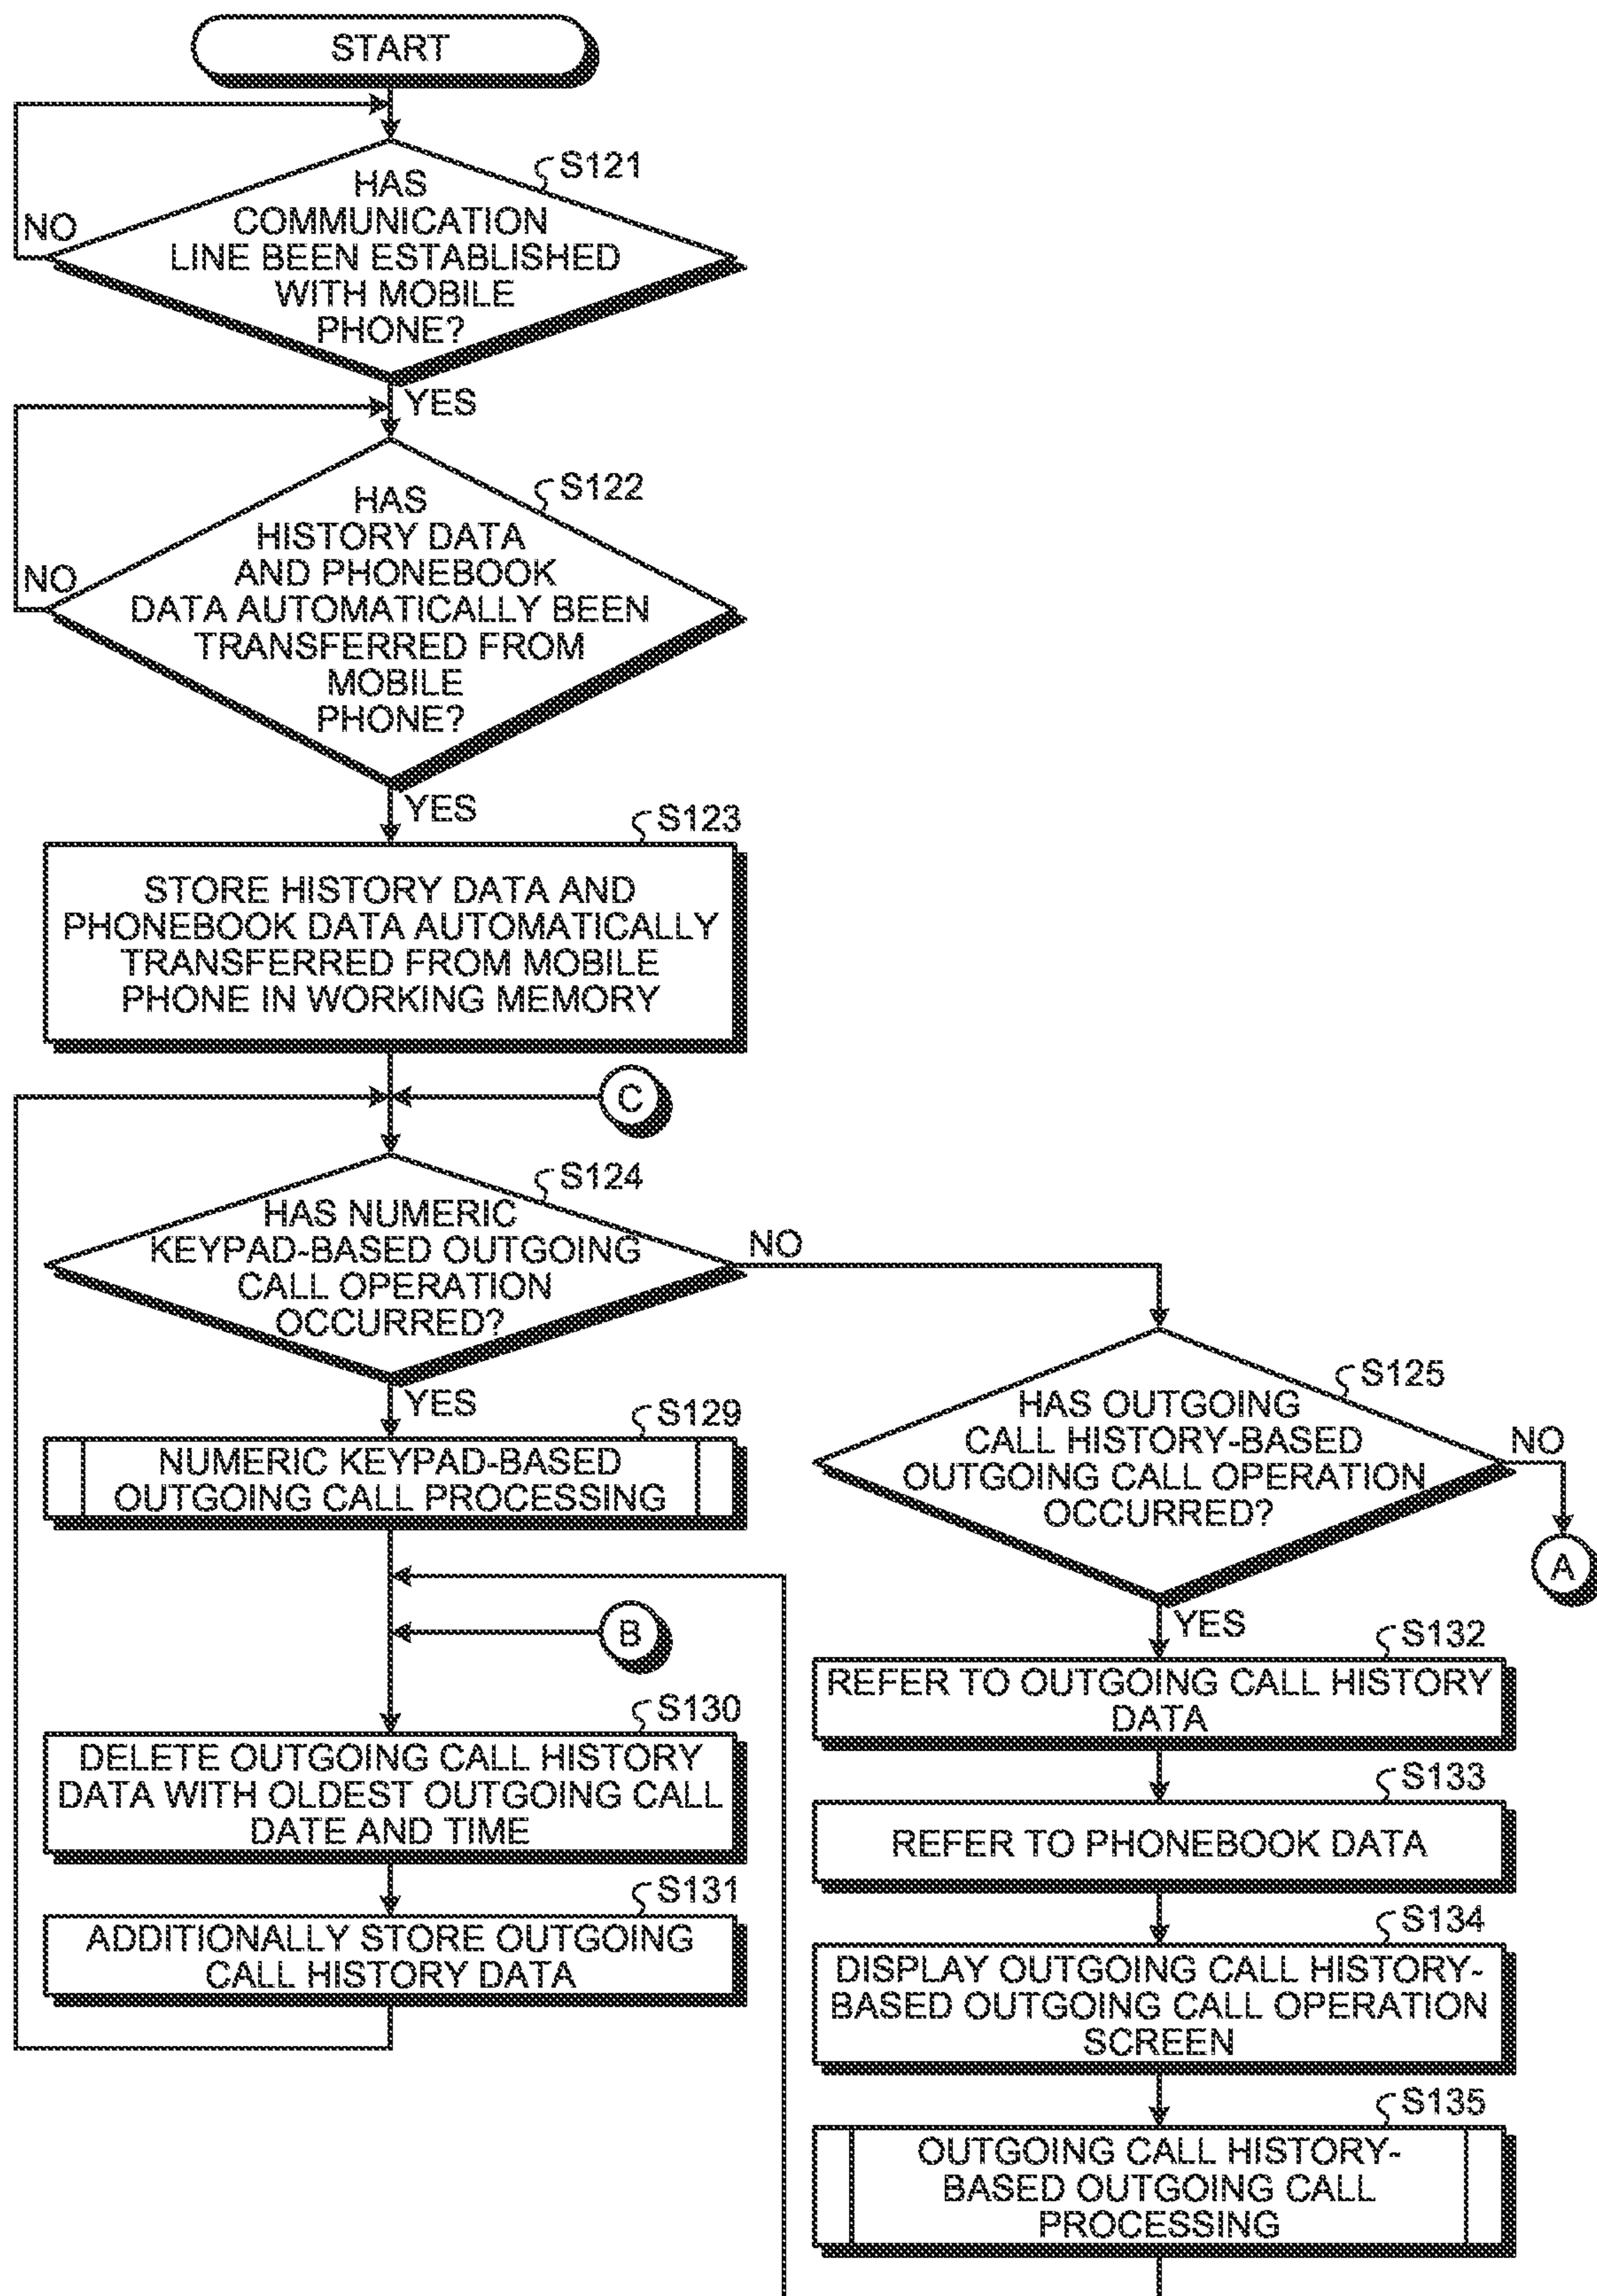 START
S121
HAS
COMMUNICATION
LINE BEEN ESTABLISHED
WITH MOBILE
PHONE?
NO
YES
S122
HAS
HISTORY DATA
AND PHONEBOOK
DATA AUTOMATICALLY BEEN
TRANSFERRED FROM
MOBILE
PHONE?
NO
YES
S123
STORE HISTORY DATA AND
PHONEBOOK DATA AUTOMATICALLY
TRANSFERRED FROM MOBILE
PHONE IN WORKING MEMORY
C
S124
HAS NUMERIC
KEYPAD-BASED OUTGOING
CALL OPERATION
OCCURRED?
NO
YES
S129
NUMERIC KEYPAD-BASED
OUTGOING CALL PROCESSING
B
S130
DELETE OUTGOING CALL HISTORY
DATA WITH OLDEST OUTGOING CALL
DATE AND TIME
S131
ADDITIONALLY STORE OUTGOING
CALL HISTORY DATA
S125
HAS OUTGOING
CALL HISTORY-BASED
OUTGOING CALL OPERATION
OCCURRED?
NO
A
YES
S132
REFER TO OUTGOING CALL HISTORY
DATA
S133
REFER TO PHONEBOOK DATA
S134
DISPLAY OUTGOING CALL HISTORY-
BASED OUTGOING CALL OPERATION
SCREEN
S135
OUTGOING CALL HISTORY-
BASED OUTGOING CALL
PROCESSING